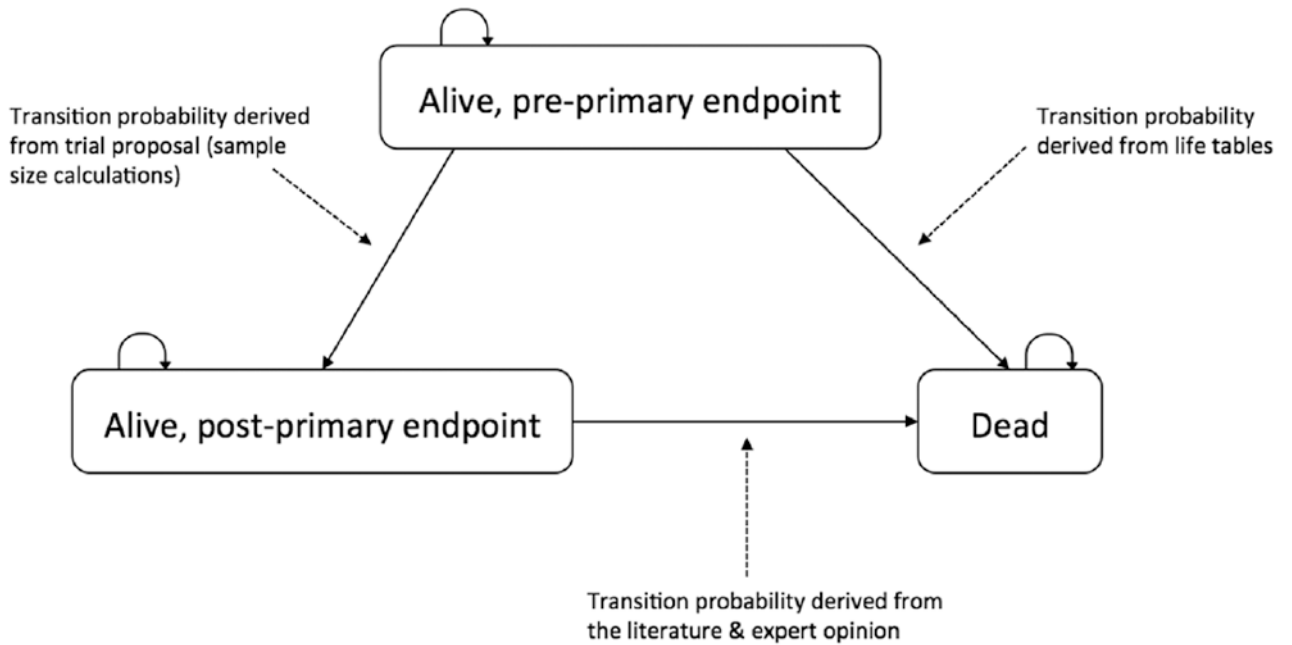 Alive, pre-primary endpoint
Transition probability derived
from trial proposal (sample
size calculations)
Transition probability
derived from life tables
Alive, post-primary endpoint
Dead
Transition probability derived from
the literature & expert opinion